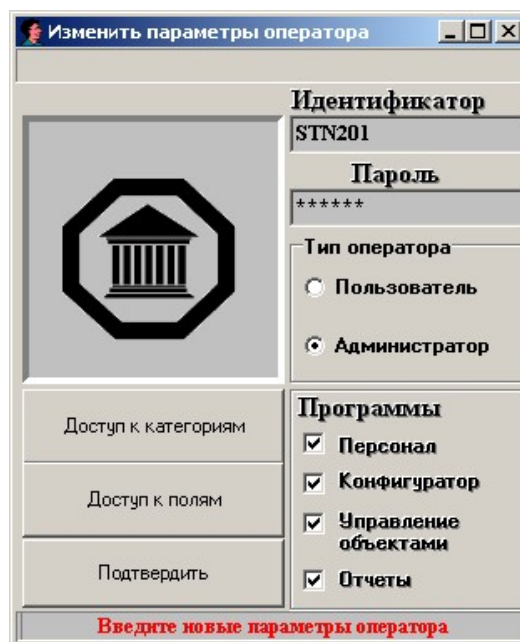 Изменить параметры оператора
Идентификатор
STN201
Пароль
******
Тип оператора
Пользователь
Администратор
Доступ к категориям
Доступ к полям
Подтвердить
Программы
Персонал
Конфигуратор
Управление
объектами
Отчеты
Введите новые параметры оператора